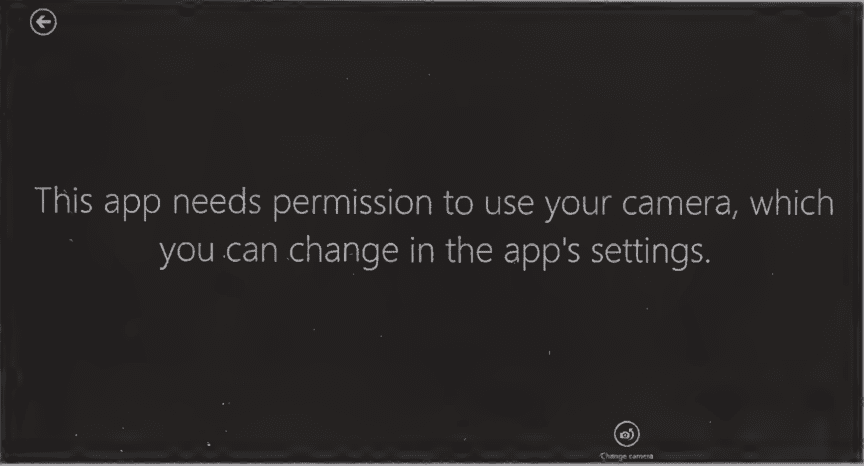 This app needs permission to use your camera, which
you can change in the app's settings.
Change camera